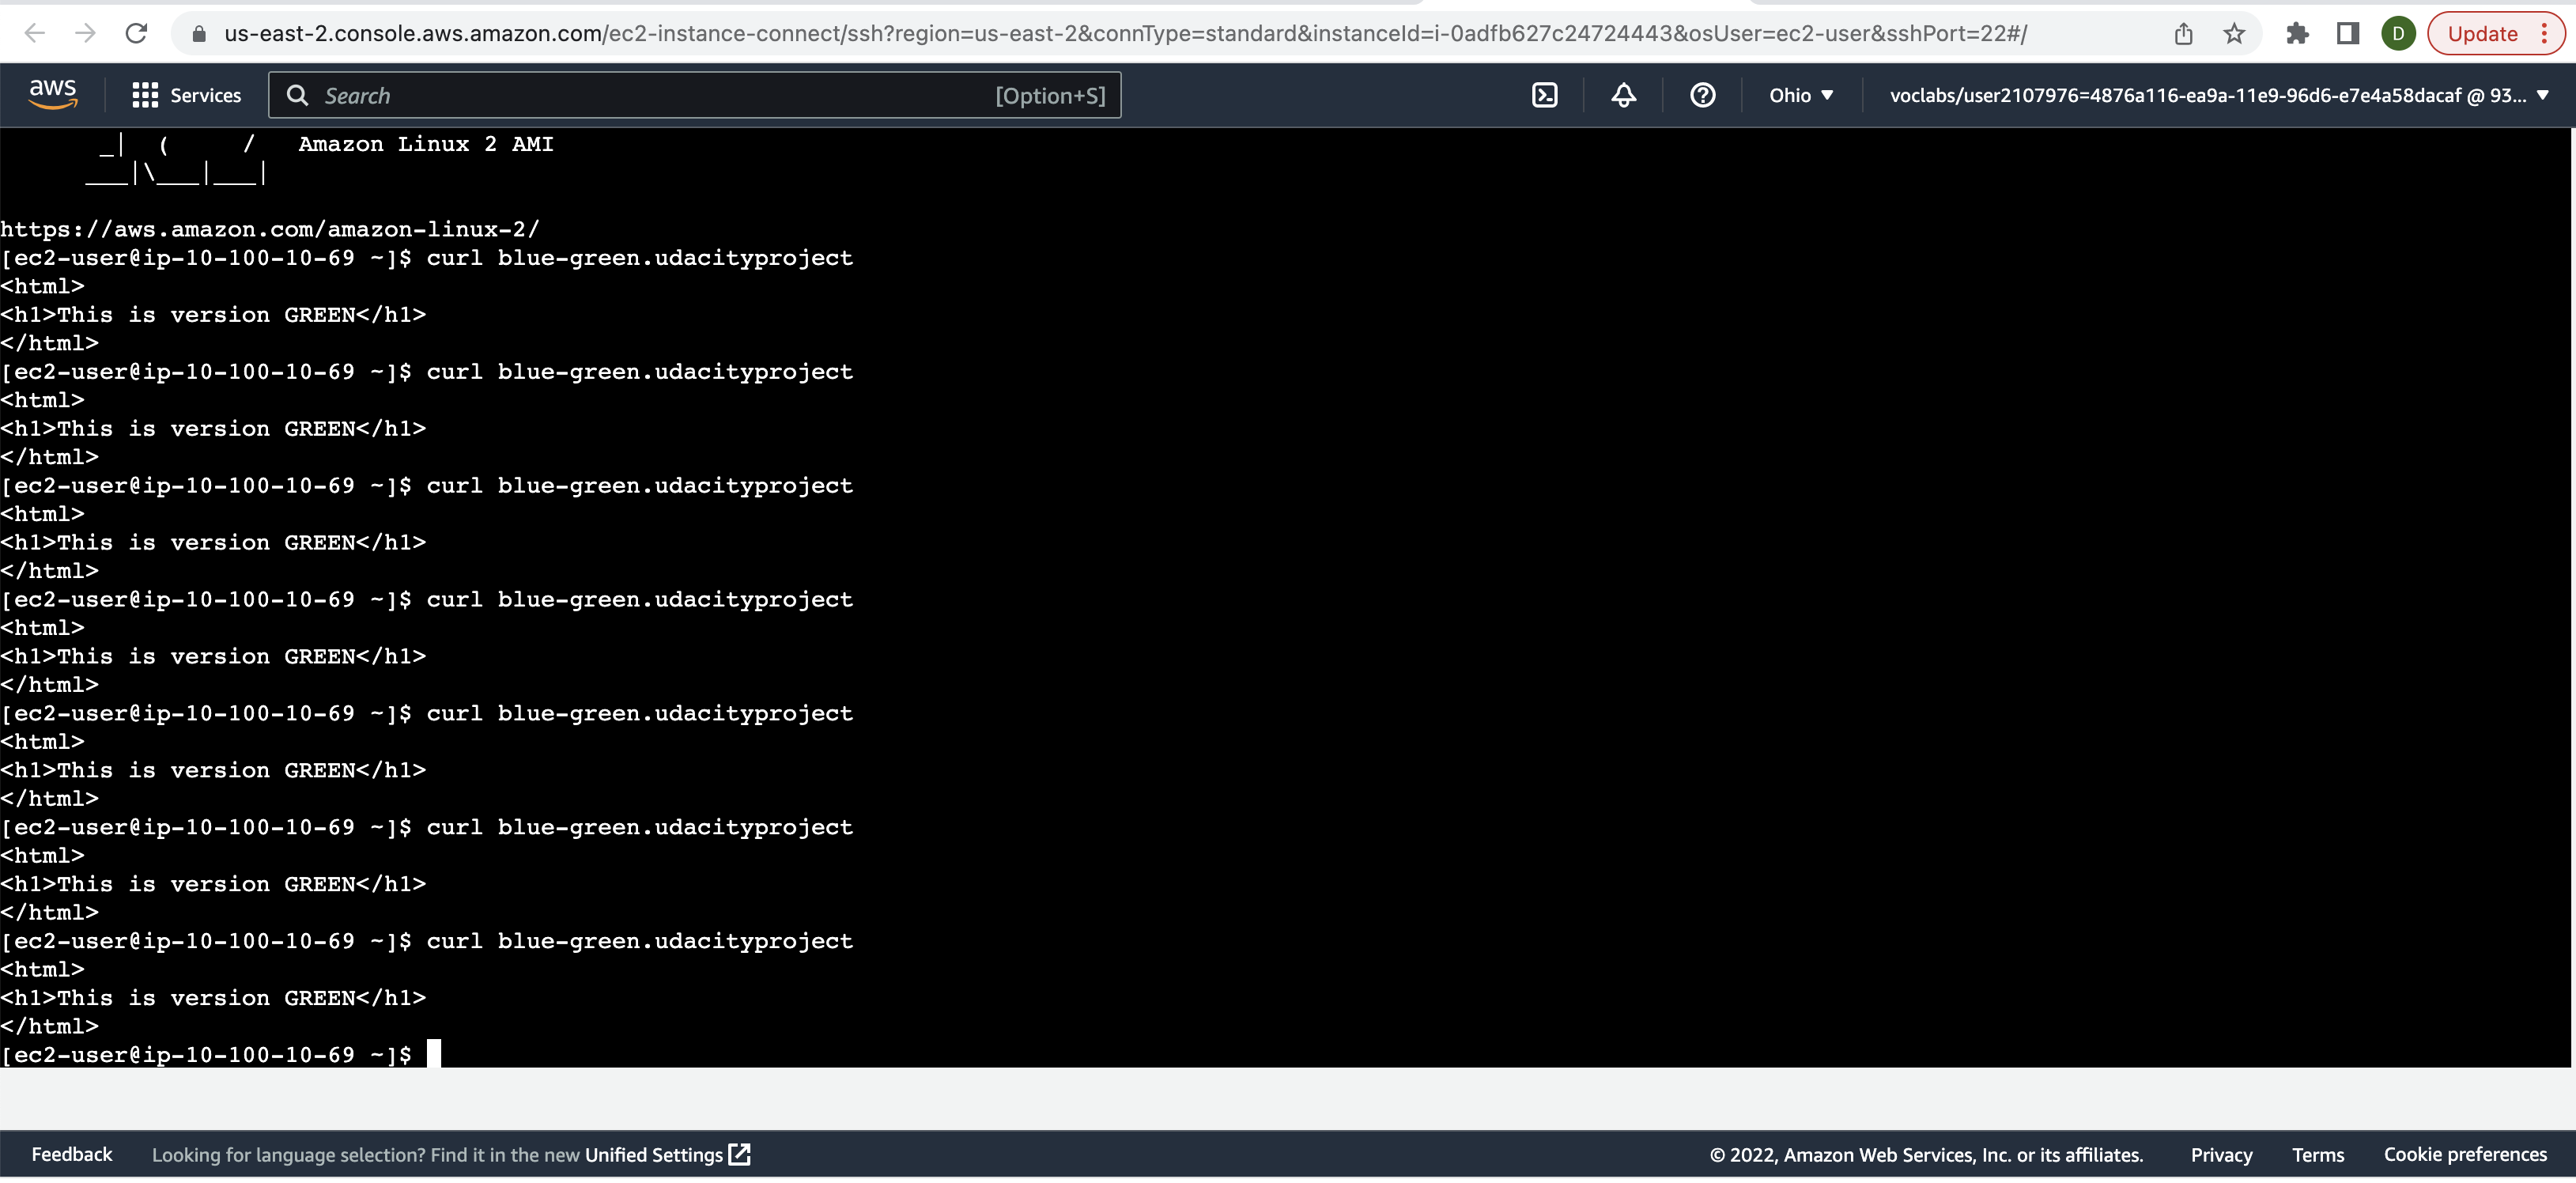 us-east-2.console.aws.amazon.com/ec2-instance-connect/ssh?region=us-east-2&connType=standard&instanceId=i-0adfb627c24724443&osUser=ec2-user&sshPort=22#/
D
Update
aws
Services
Search
[Option+S]
Ohio
voclabs/user2107976=4876a116-ea9a-11e9-96d6-e7e4a58dacaf @ 93...
_|  (     /   Amazon Linux 2 AMI
___|\___|___|
https://aws.amazon.com/amazon-linux-2/
[ec2-user@ip-10-100-10-69 ~]$ curl blue-green.udacityproject
<html>
<h1>This is version GREEN</h1>
</html>
[ec2-user@ip-10-100-10-69 ~]$ curl blue-green.udacityproject
<html>
<h1>This is version GREEN</h1>
</html>
[ec2-user@ip-10-100-10-69 ~]$ curl blue-green.udacityproject
<html>
<h1>This is version GREEN</h1>
</html>
[ec2-user@ip-10-100-10-69 ~]$ curl blue-green.udacityproject
<html>
<h1>This is version GREEN</h1>
</html>
[ec2-user@ip-10-100-10-69 ~]$ curl blue-green.udacityproject
<html>
<h1>This is version GREEN</h1>
</html>
[ec2-user@ip-10-100-10-69 ~]$ curl blue-green.udacityproject
<html>
<h1>This is version GREEN</h1>
</html>
[ec2-user@ip-10-100-10-69 ~]$ curl blue-green.udacityproject
<html>
<h1>This is version GREEN</h1>
</html>
[ec2-user@ip-10-100-10-69 ~]$
Feedback
Looking for language selection? Find it in the new Unified Settings
© 2022, Amazon Web Services, Inc. or its affiliates.
Privacy
Terms
Cookie preferences